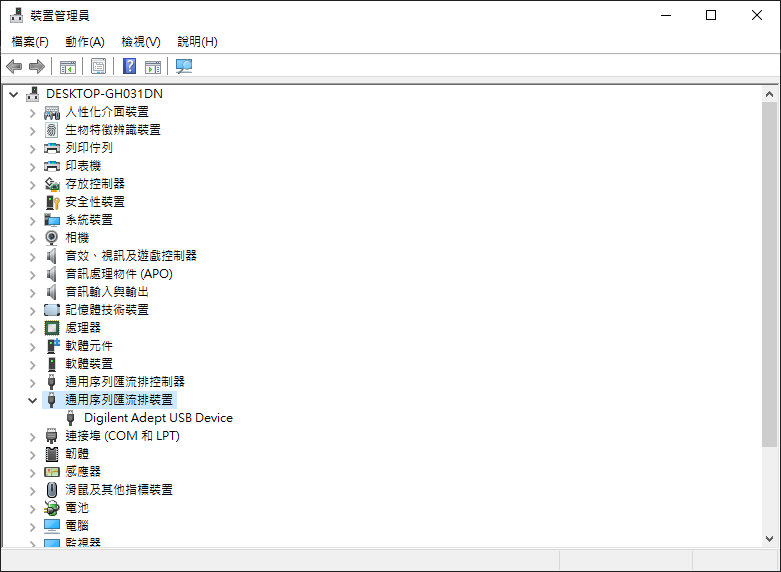 裝置管理員
檔案(F) 動作(A) 檢視(V) 說明(H)
DESKTOP-GH031DN
人性化介面裝置
生物特徵辨識裝置
列印佇列
印表機
存放控制器
安全性裝置
系統裝置
相機
音效、視訊及遊戲控制器
音訊處理物件 (APO)
音訊輸入與輸出
記憶體技術裝置
處理器
軟體元件
軟體裝置
通用序列匯流排控制器
通用序列匯流排裝置
Digilent Adept USB Device
連接埠 (COM 和 LPT)
韌體
感應器
滑鼠及其他指標裝置
電池
電腦
監視器